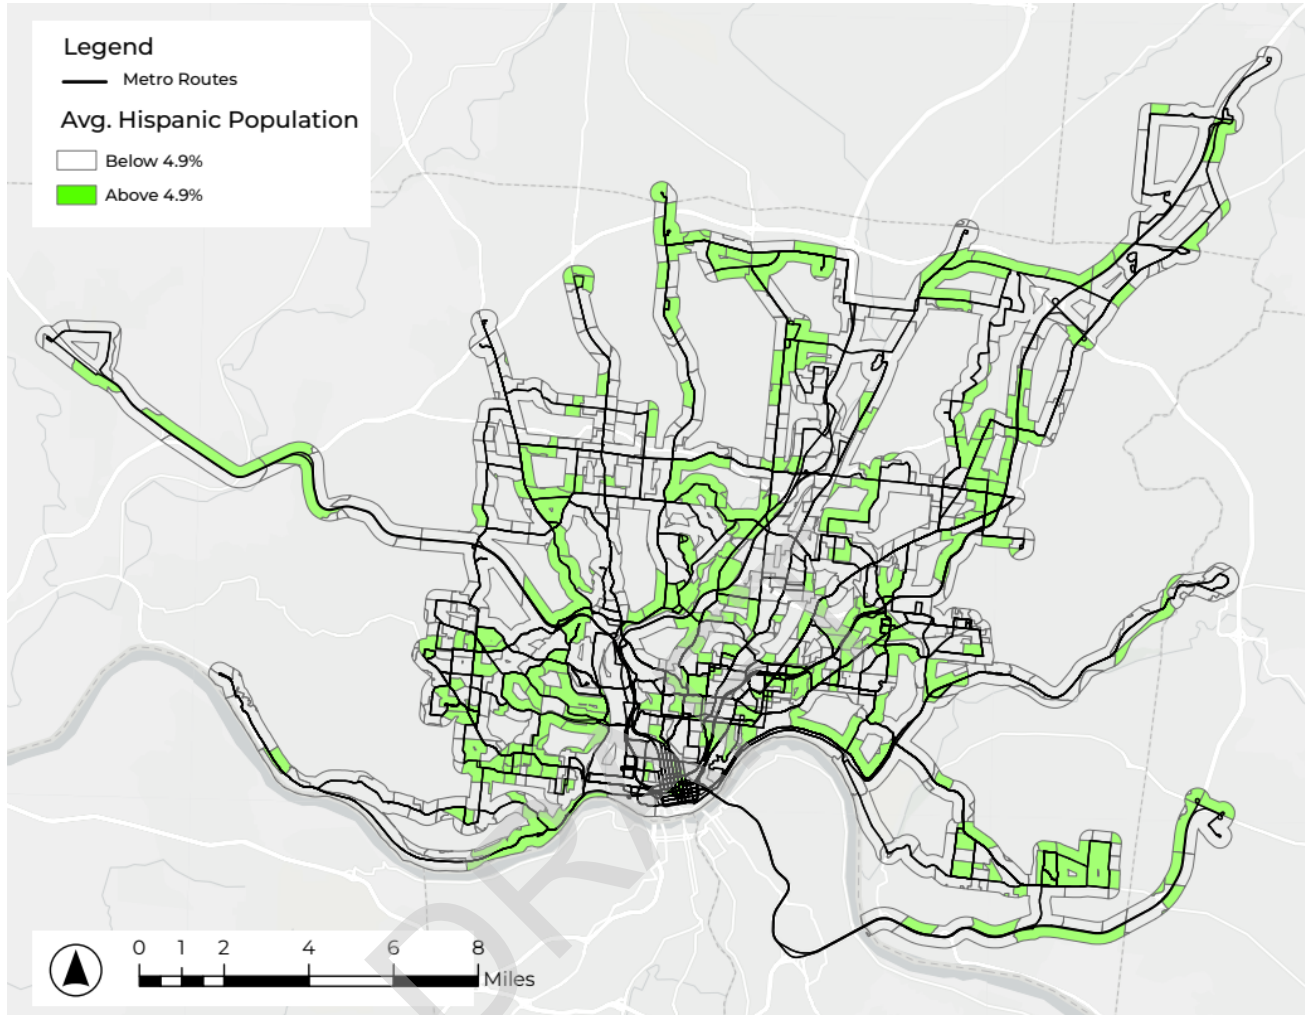 Legend
Metro Routes
Avg. Hispanic Population
Below 4.9%
Above 4.9%
0 1 2 4 6 8
Miles